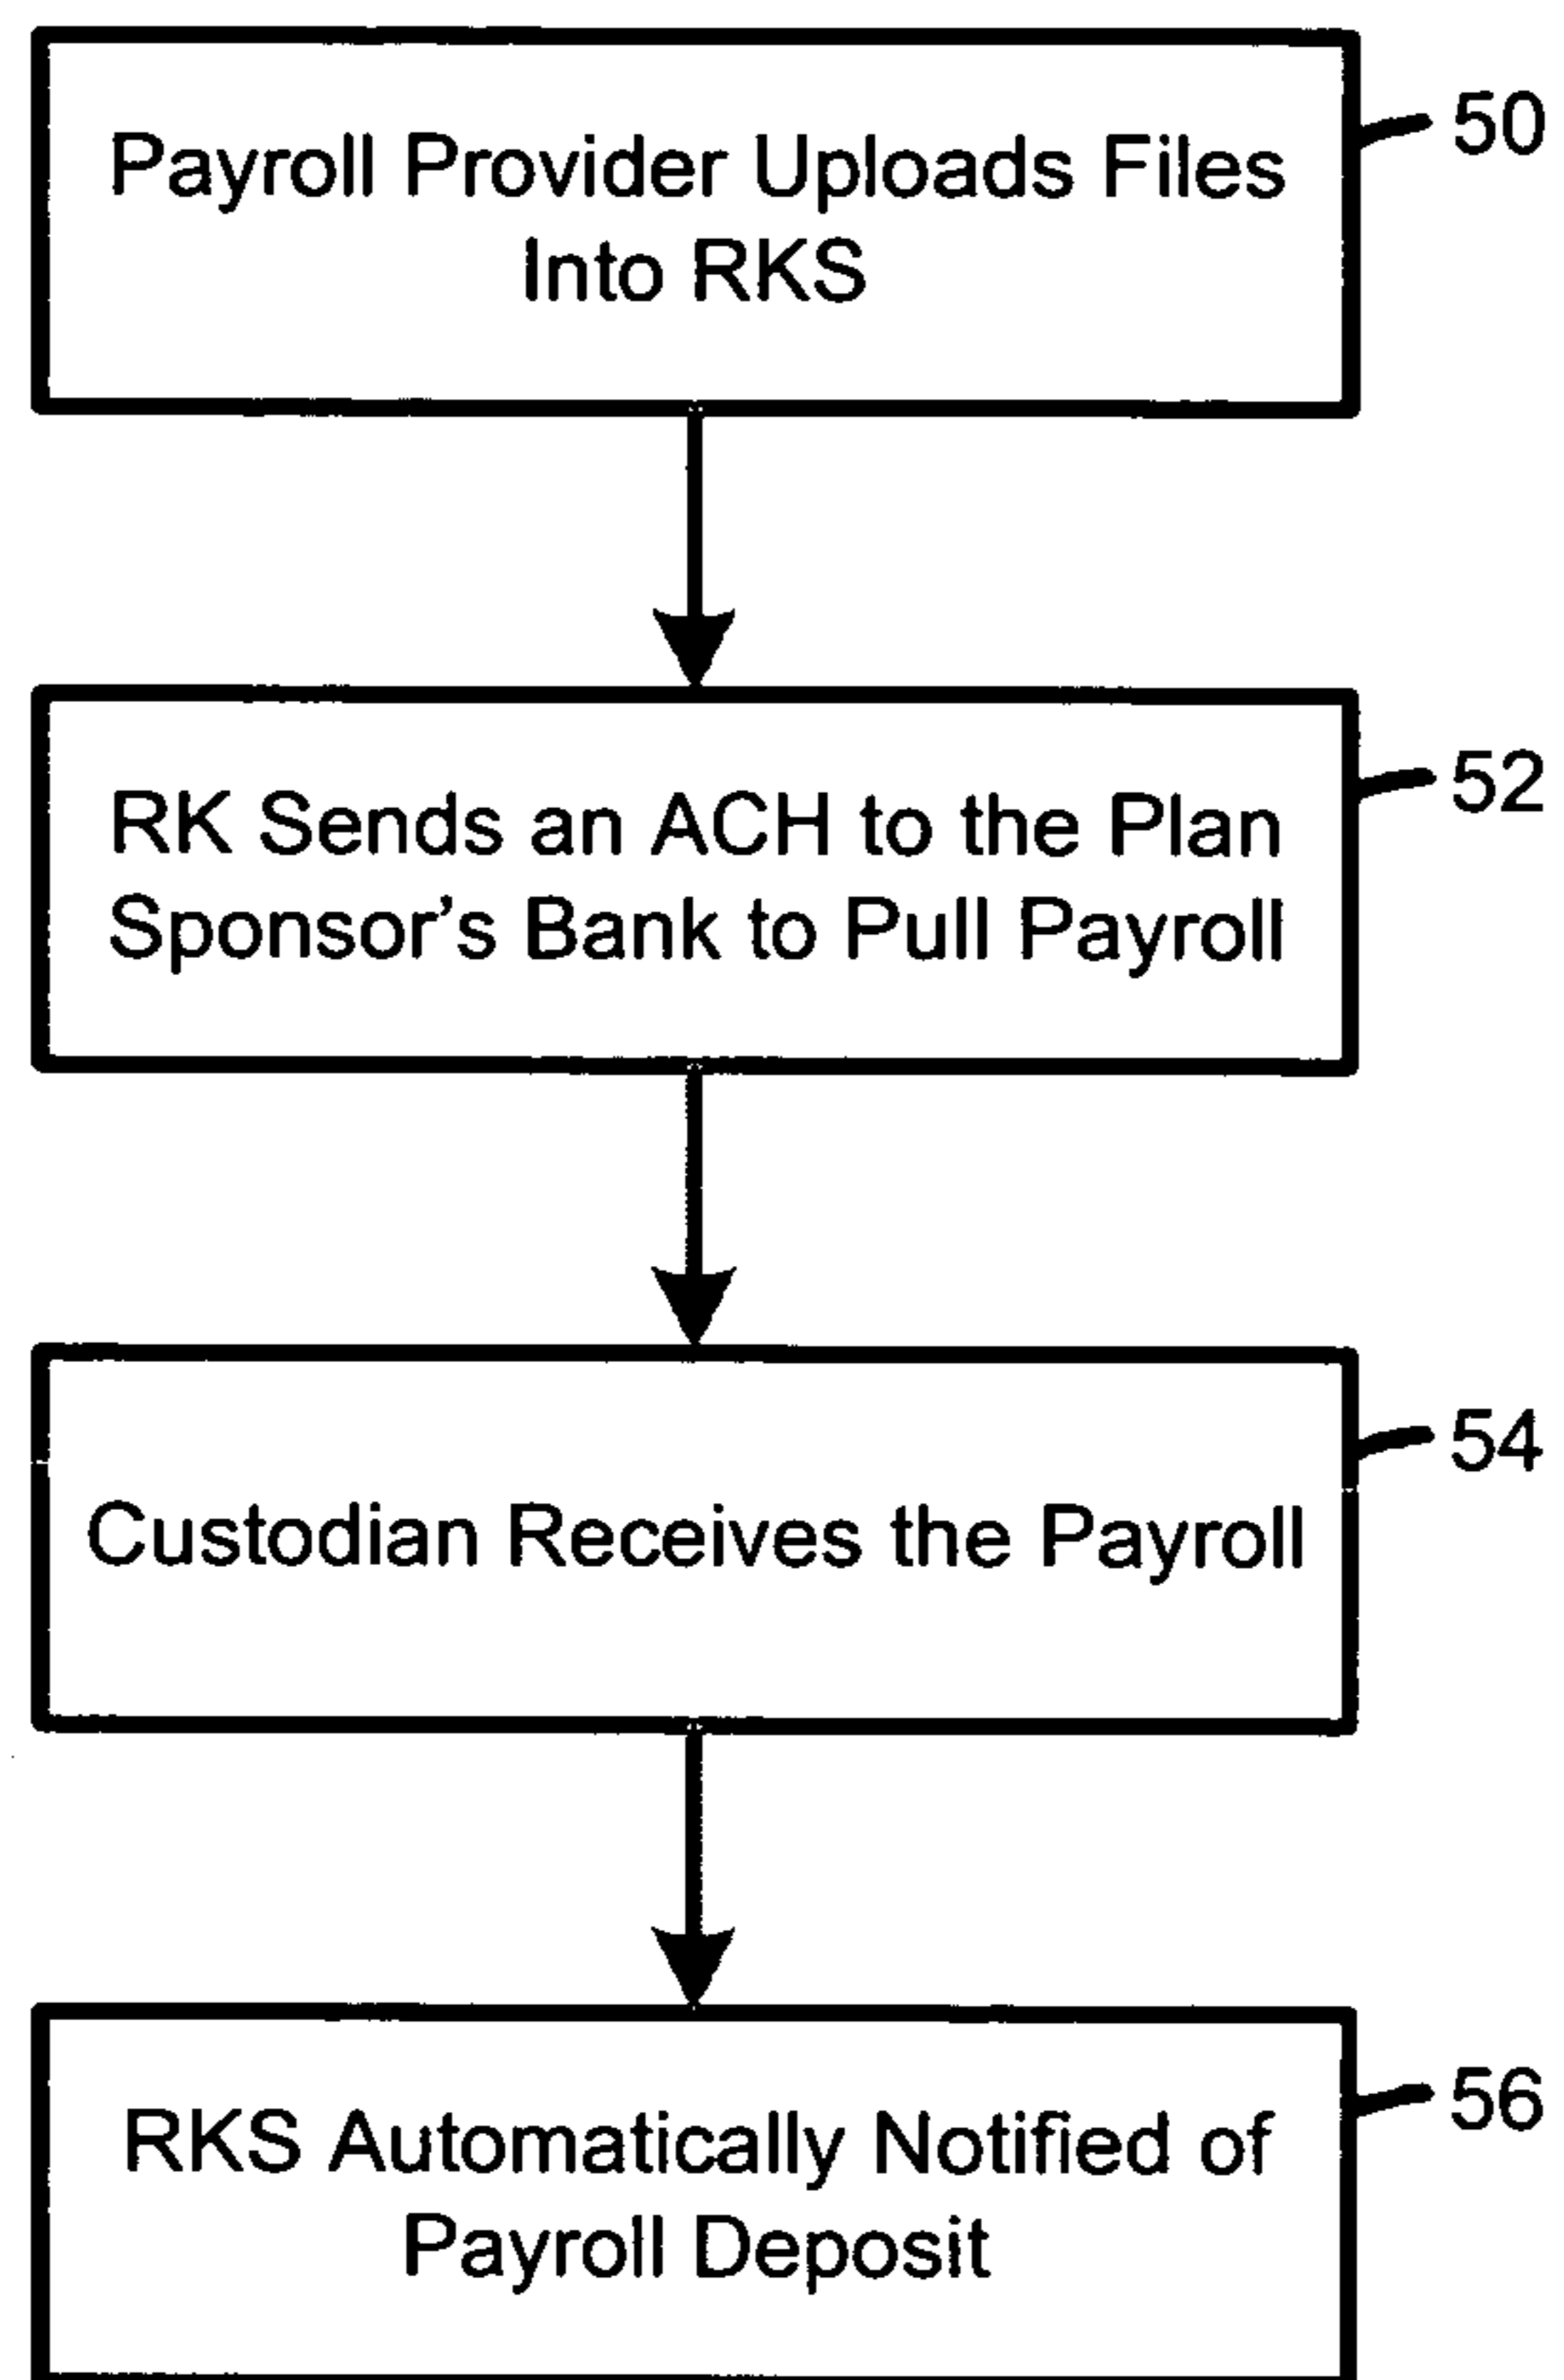 Payroll Provider Uploads Files
Into RKS
50
RK Sends an ACH to the Plan
Sponsor's Bank to Pull Payroll
52
Custodian Receives the Payroll
54
RKS Automatically Notified of
Payroll Deposit
56